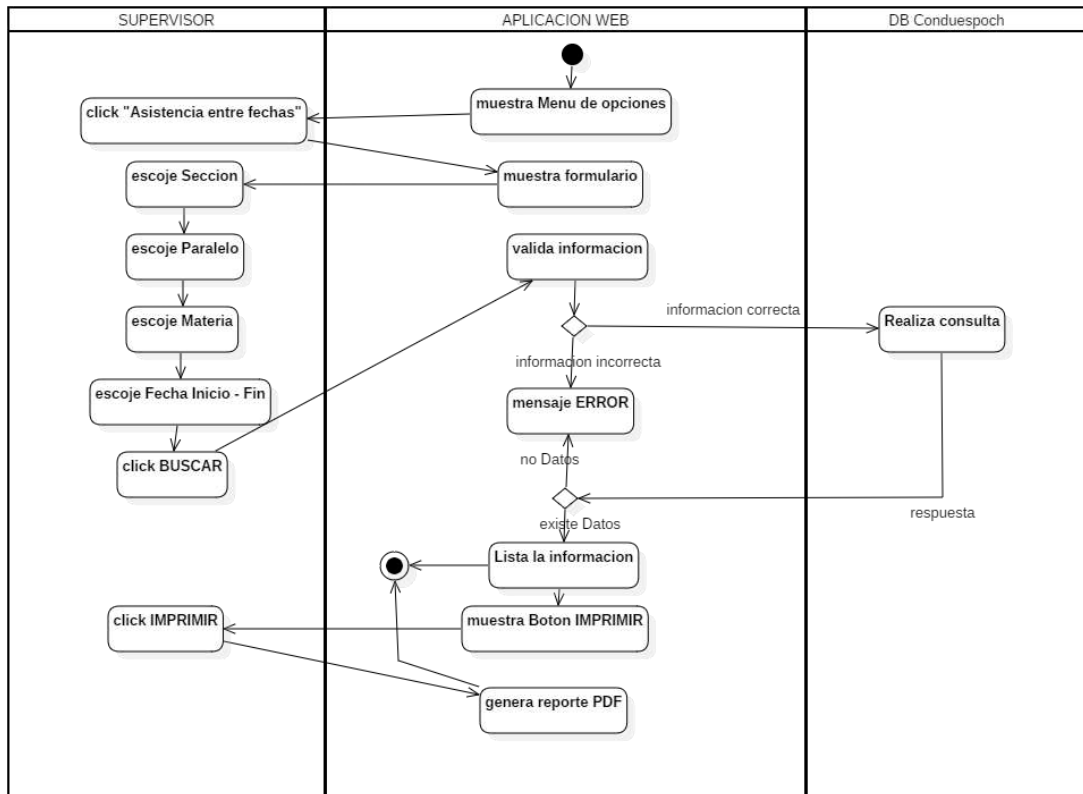 SUPERVISOR
APLICACION WEB
DB Conduespoch
muestra Menu de opciones
click "Asistencia entre fechas"
muestra formulario
escoje Seccion
escoje Paralelo
escoje Materia
escoje Fecha Inicio - Fin
click BUSCAR
valida informacion
informacion correcta
Realiza consulta
informacion incorrecta
mensaje ERROR
no Datos
respuesta
existe Datos
Lista la informacion
muestra Boton IMPRIMIR
click IMPRIMIR
genera reporte PDF